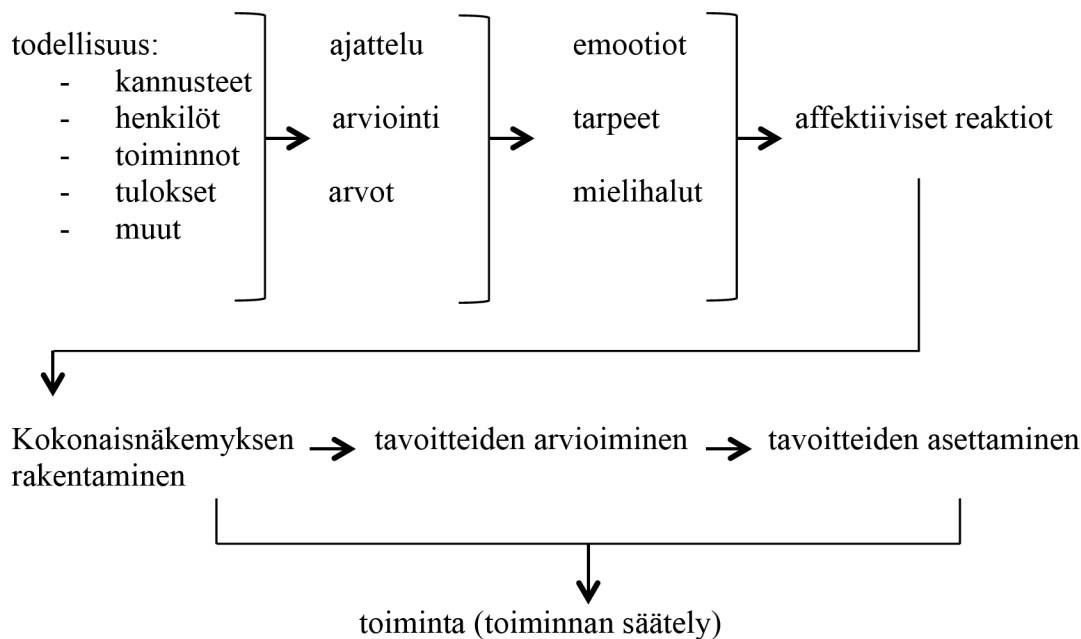 todellisuus:
- kannusteet
- henkilöt
- toiminnot
- tulokset
- muut
ajattelu
arviointi
arvot
emootiot
tarpeet
mielihalut
affektiiviset reaktiot
Kokonaisnäkemyksen
rakentaminen
tavoitteiden arvioiminen
tavoitteiden asettaminen
toiminta (toiminnan säätely)